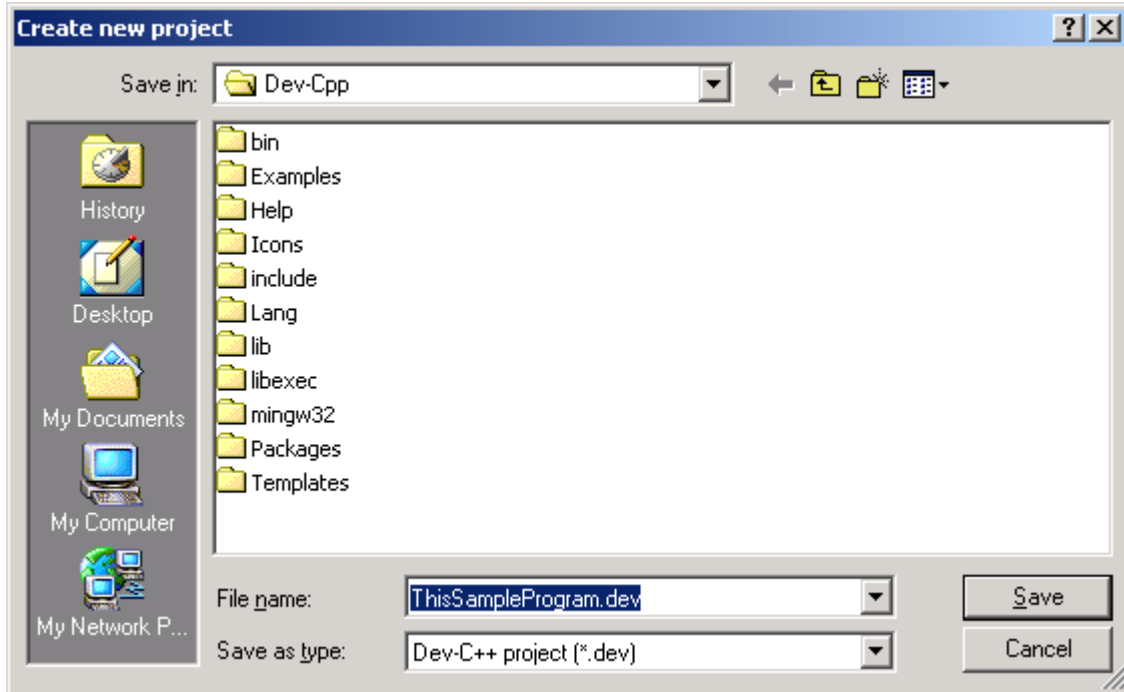 Create new project
Save in: Dev-Cpp
History
Desktop
My Documents
My Computer
My Network P...
bin
Examples
Help
Icons
include
Lang
lib
libexec
mingw32
Packages
Templates
File name: ThisSampleProgram.dev Save
Save as type: Dev-C++ project (*.dev) Cancel